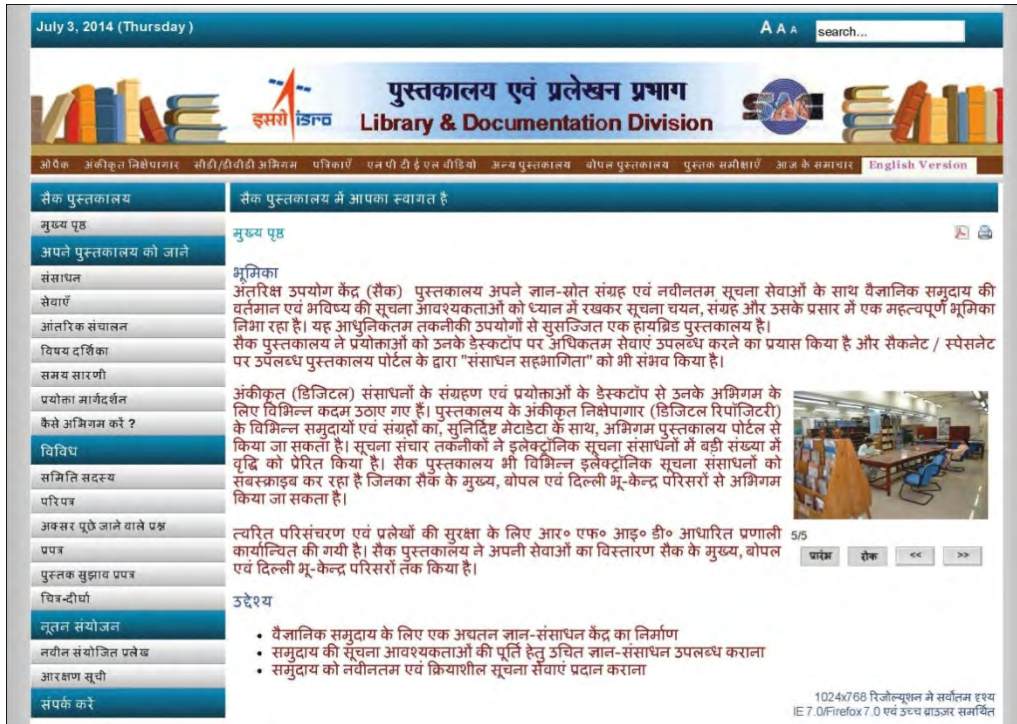 July 3, 2014 (Thursday )
A A A
search...
इसरो isro
पुस्तकालय एवं प्रलेखन प्रभाग
Library & Documentation Division
SAC
ओपैक अंकीकृत निक्षेपागार सीडी/डीवीडी अभिगम पत्रिकाएँ एन पी टी ई एल वीडियो अन्य पुस्तकालय बोपल पुस्तकालय पुस्तक समीक्षाएँ आज के समाचार English Version
सैक पुस्तकालय
मुख्य पृष्ठ
अपने पुस्तकालय को जाने
संसाधन
सेवाएँ
आंतरिक संचालन
विषय दर्शिका
समय सारणी
प्रयोक्ता मार्गदर्शन
कैसे अभिगम करें ?
विविध
समिति सदस्य
परिपत्र
अक्सर पूछे जाने वाले प्रश्न
प्रपत्र
पुस्तक सुझाव प्रपत्र
चित्र-दीर्घा
नूतन संयोजन
नवीन संयोजित प्रलेख
आरक्षण सूची
संपर्क करें
सैक पुस्तकालय में आपका स्वागत है
मुख्य पृष्ठ
भूमिका
अंतरिक्ष उपयोग केंद्र (सैक) पुस्तकालय अपने ज्ञान-स्रोत संग्रह एवं नवीनतम सूचना सेवाओं के साथ वैज्ञानिक समुदाय की
वर्तमान एवं भविष्य की सूचना आवश्यकताओं को ध्यान में रखकर सूचना चयन, संग्रह और उसके प्रसार में एक महत्वपूर्ण भूमिका
निभा रहा है। यह आधुनिकतम तकनीकी उपयोगों से सुसज्जित एक हायब्रिड पुस्तकालय है।
सैक पुस्तकालय ने प्रयोक्ताओं को उनके डेस्कटॉप पर अधिकतम सेवाएं उपलब्ध करने का प्रयास किया है और सैकनेट / स्पेसनेट
पर उपलब्ध पुस्तकालय पोर्टल के द्वारा "संसाधन सहभागिता" को भी संभव किया है।
अंकीकृत (डिजिटल) संसाधनों के संग्रहण एवं प्रयोक्ताओं के डेस्कटॉप से उनके अभिगम के
लिए विभिन्न कदम उठाए गए हैं। पुस्तकालय के अंकीकृत निक्षेपागार (डिजिटल रिपॉजिटरी)
के विभिन्न समुदायों एवं संग्रहों का, सुनिर्दिष्ट मेटाडेटा के साथ, अभिगम पुस्तकालय पोर्टल से
किया जा सकता है। सूचना संचार तकनीकों ने इलेक्ट्रॉनिक सूचना संसाधनों में बड़ी संख्या में
वृद्धि को प्रेरित किया है। सैक पुस्तकालय भी विभिन्न इलेक्ट्रॉनिक सूचना संसाधनों को
सबस्क्राइब कर रहा है जिनका सैक के मुख्य, बोपल एवं दिल्ली भू-केन्द्र परिसरों से अभिगम
किया जा सकता है।
त्वरित परिसंचरण एवं प्रलेखों की सुरक्षा के लिए आर० एफ० आइ० डी० आधारित प्रणाली
कार्यान्वित की गयी है। सैक पुस्तकालय ने अपनी सेवाओं का विस्तारण सैक के मुख्य, बोपल
एवं दिल्ली भू-केन्द्र परिसरों तक किया है।
5/5
प्रारंभ रोक << >>
उद्देश्य
• वैज्ञानिक समुदाय के लिए एक अद्यतन ज्ञान-संसाधन केंद्र का निर्माण
• समुदाय की सूचना आवश्यकताओं की पूर्ति हेतु उचित ज्ञान-संसाधन उपलब्ध कराना
• समुदाय को नवीनतम एवं क्रियाशील सूचना सेवाएं प्रदान कराना
1024x768 रिजोल्यूशन मे सर्वोतम दृश्य
IE 7.0/Firefox 7.0 एवं उच्च ब्राउजर समर्थित